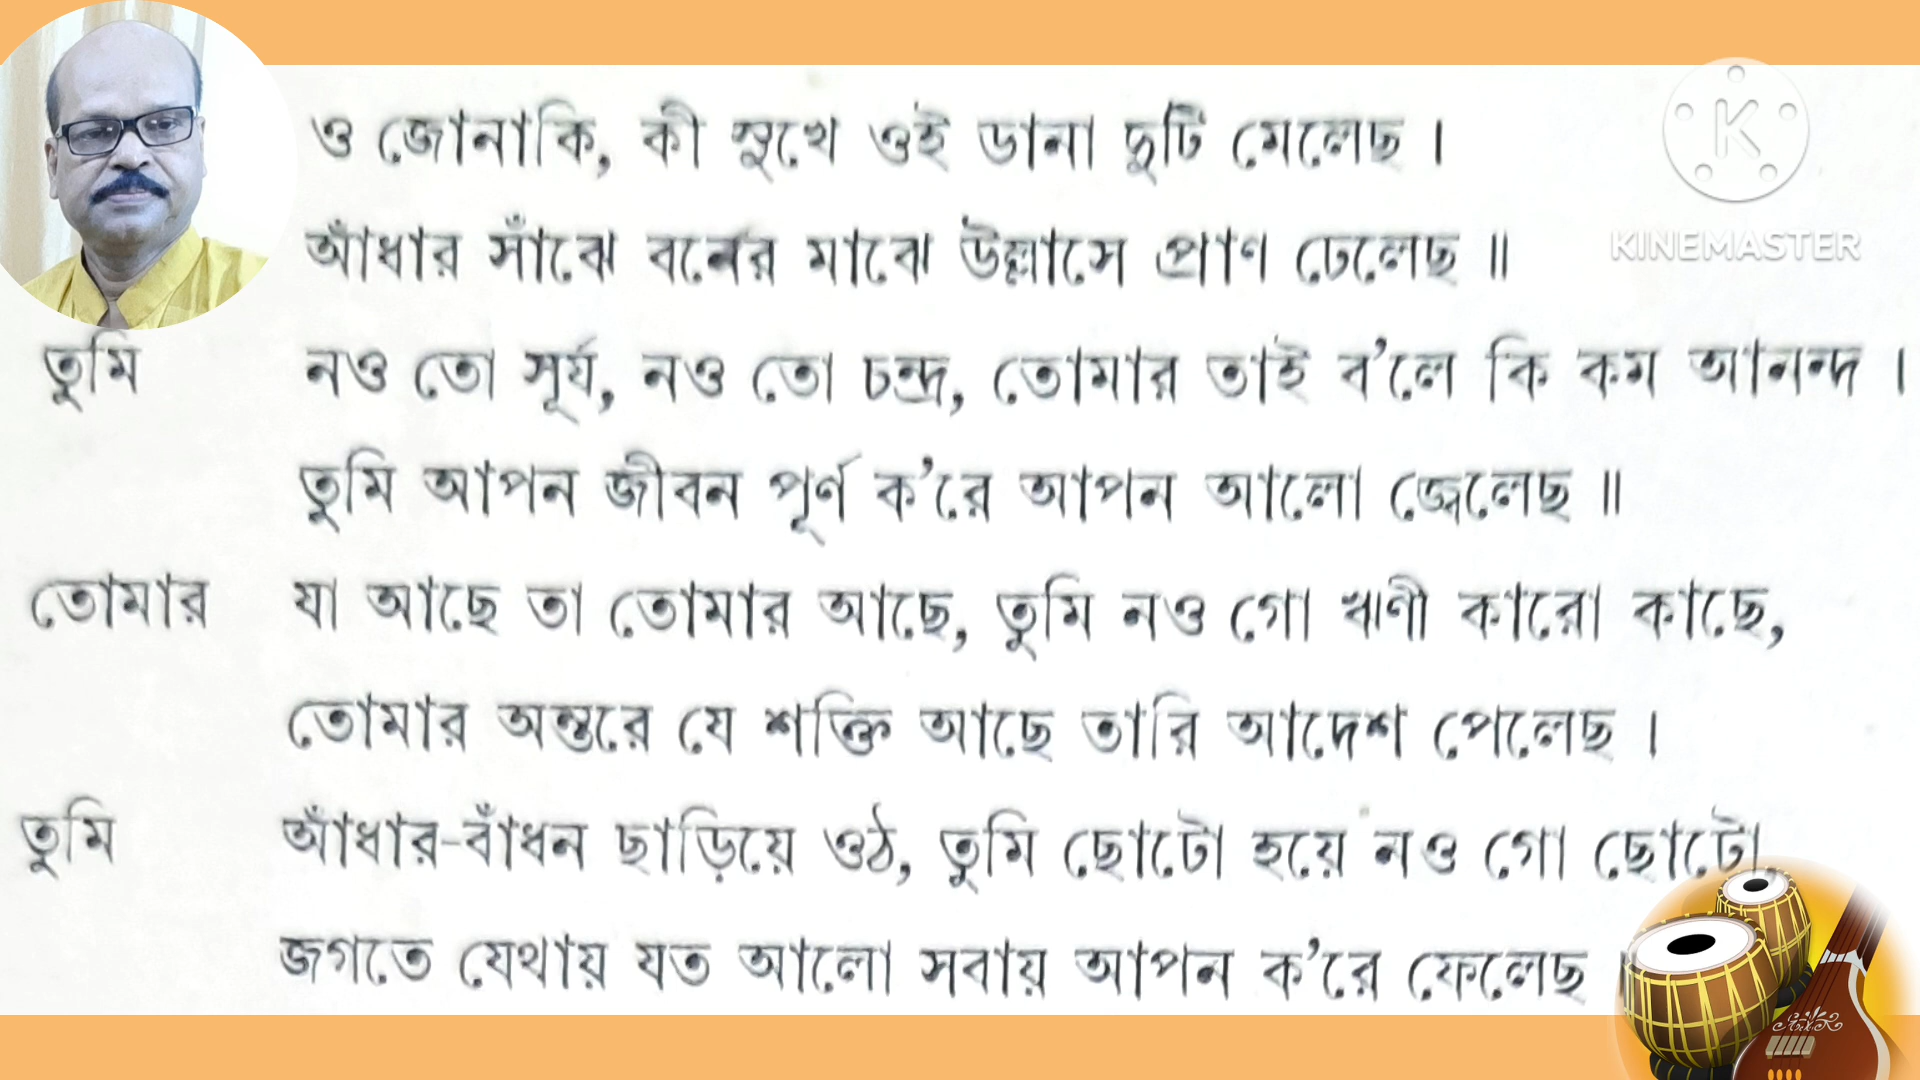 ও জোনাকি, কী সুখে ওই ডানা দুটি মেলেছ ।
আঁধার সাঁঝে বনের মাঝে উল্লাসে প্রাণ ঢেলেছ ॥
তুমি নও তো সূর্য, নও তো চন্দ্র, তোমার তাই ব’লে কি কম আনন্দ ।
তুমি আপন জীবন পূর্ণ ক’রে আপন আলো জ্বেলেছ ॥
তোমার যা আছে তা তোমার আছে, তুমি নও গো ঋণী কারো কাছে,
তোমার অন্তরে যে শক্তি আছে তারি আদেশ পেলেছ ।
তুমি আঁধার-বাঁধন ছাড়িয়ে ওঠ, তুমি ছোটো হয়ে নও গো ছোটো,
জগতে যেথায় যত আলো সবায় আপন ক’রে ফেলেছ ।
K
KINEMASTER